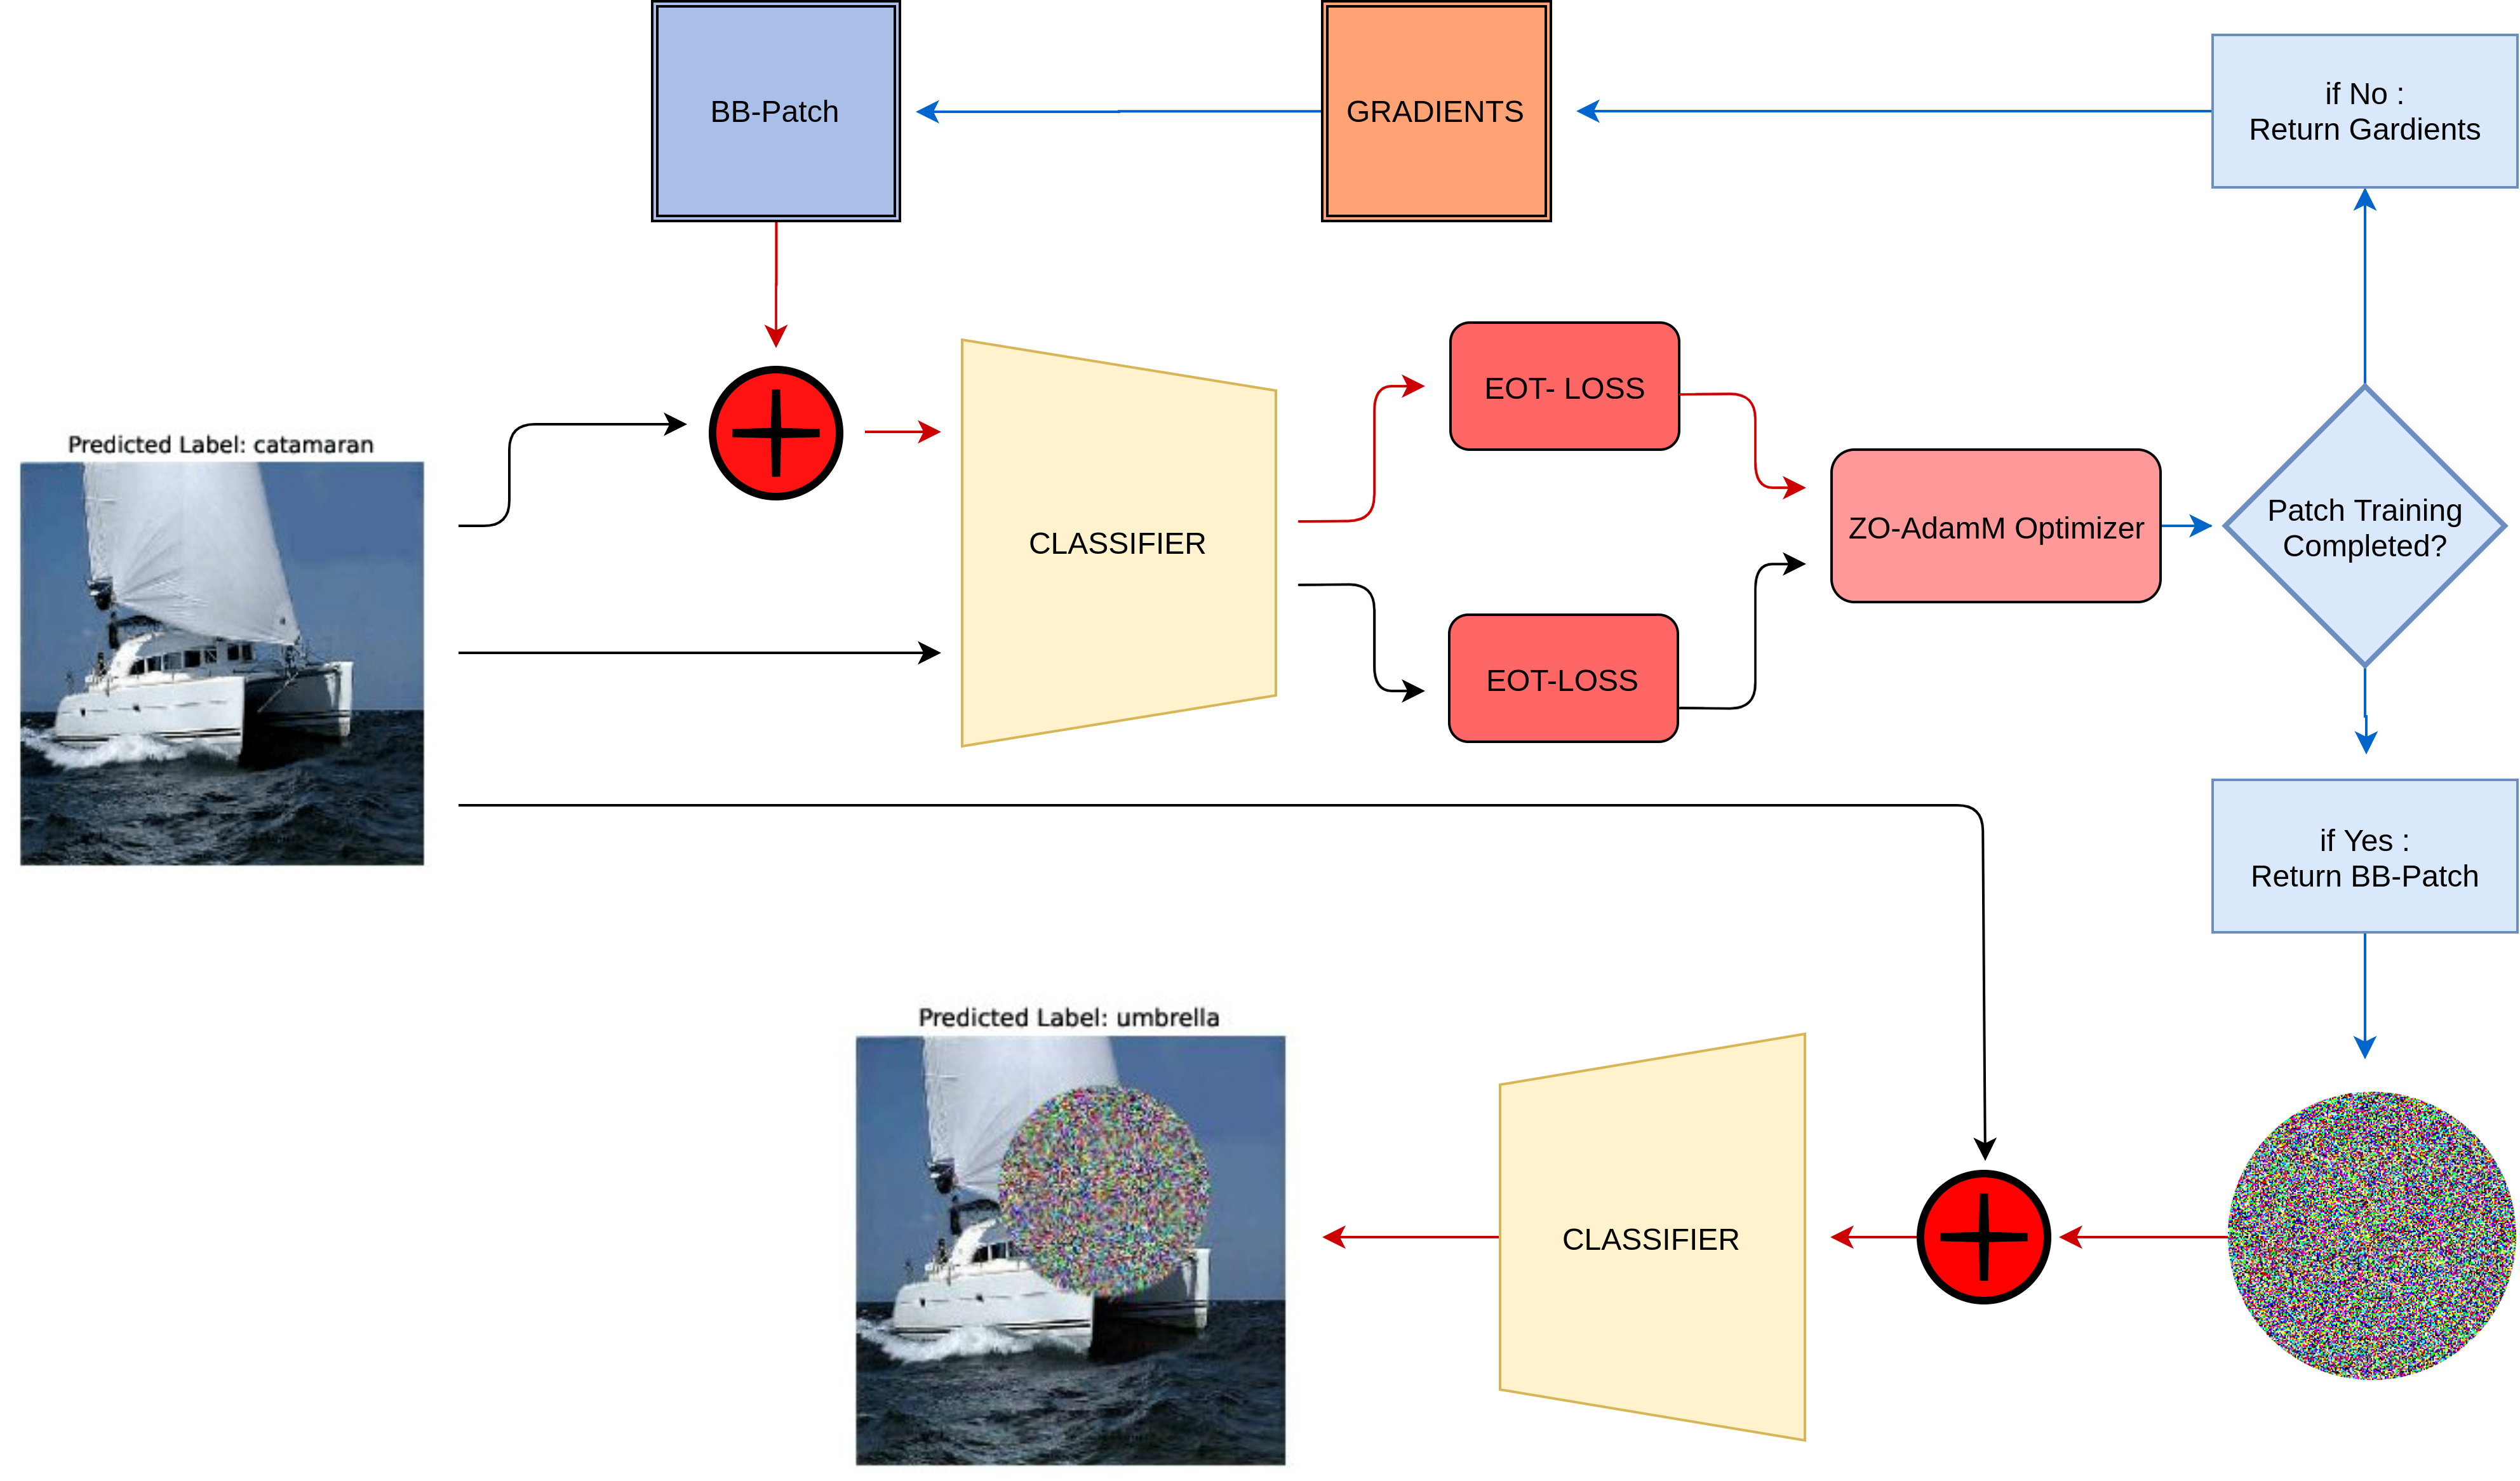 BB-Patch
GRADIENTS
if No :
Return Gardients
Predicted Label: catamaran
CLASSIFIER
EOT- LOSS
EOT-LOSS
ZO-AdamM Optimizer
Patch Training
Completed?
if Yes :
Return BB-Patch
Predicted Label: umbrella
CLASSIFIER